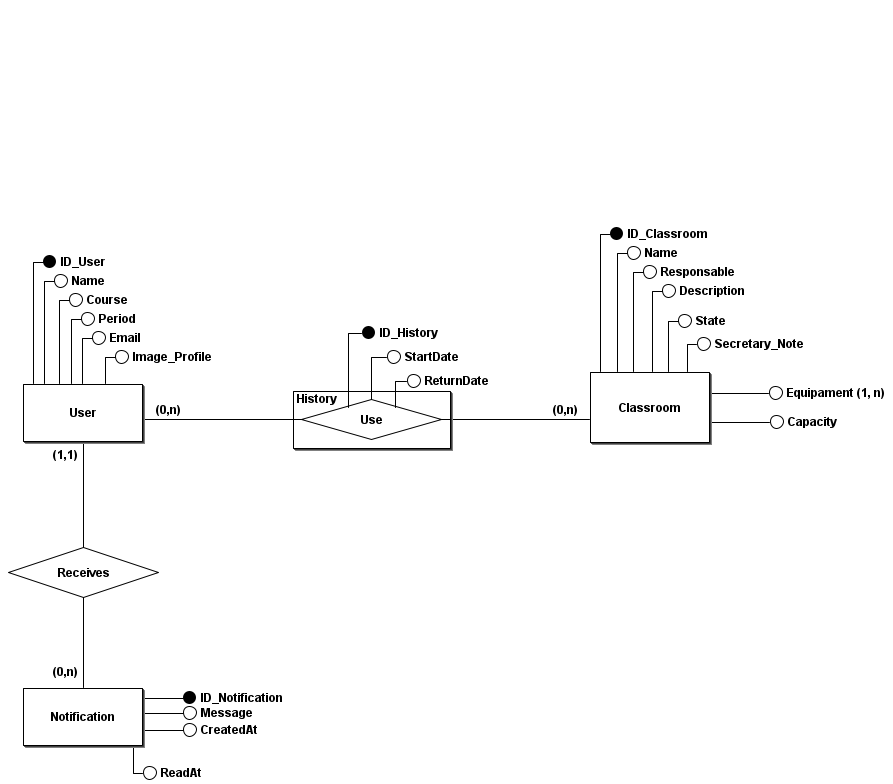 ID_User
Name
Course
Period
Email
Image_Profile
User
(0,n)
ID_History
StartDate
ReturnDate
History
Use
(0,n)
ID_Classroom
Name
Responsable
Description
State
Secretary_Note
Classroom
Equipament (1, n)
Capacity
(1,1)
Receives
(0,n)
Notification
ID_Notification
Message
CreatedAt
ReadAt